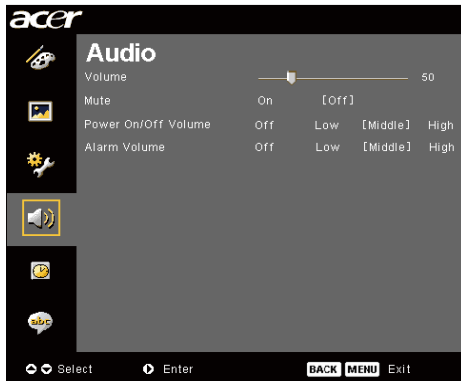 acer
Audio
Volume 50
Mute On [Off]
Power On/Off Volume Off Low [Middle] High
Alarm Volume Off Low [Middle] High
abc
Select Enter BACK MENU Exit